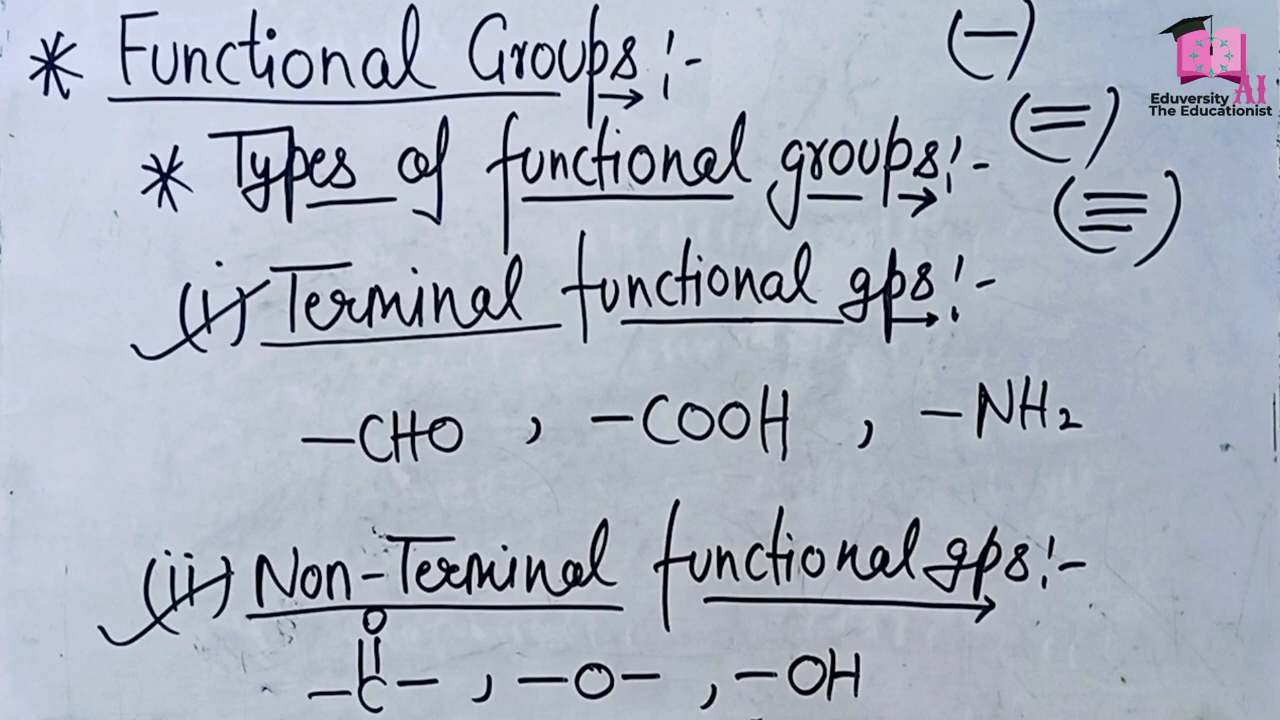 * Functional Groups:-
(-)
(=)
(≡)
* Types of functional groups:-
(i) Terminal functional gps:-
-CHO , -COOH , -NH₂
(ii) Non-Terminal functional gps:-
O
||
-C- , -O- , -OH
Eduversity AI
The Educationist